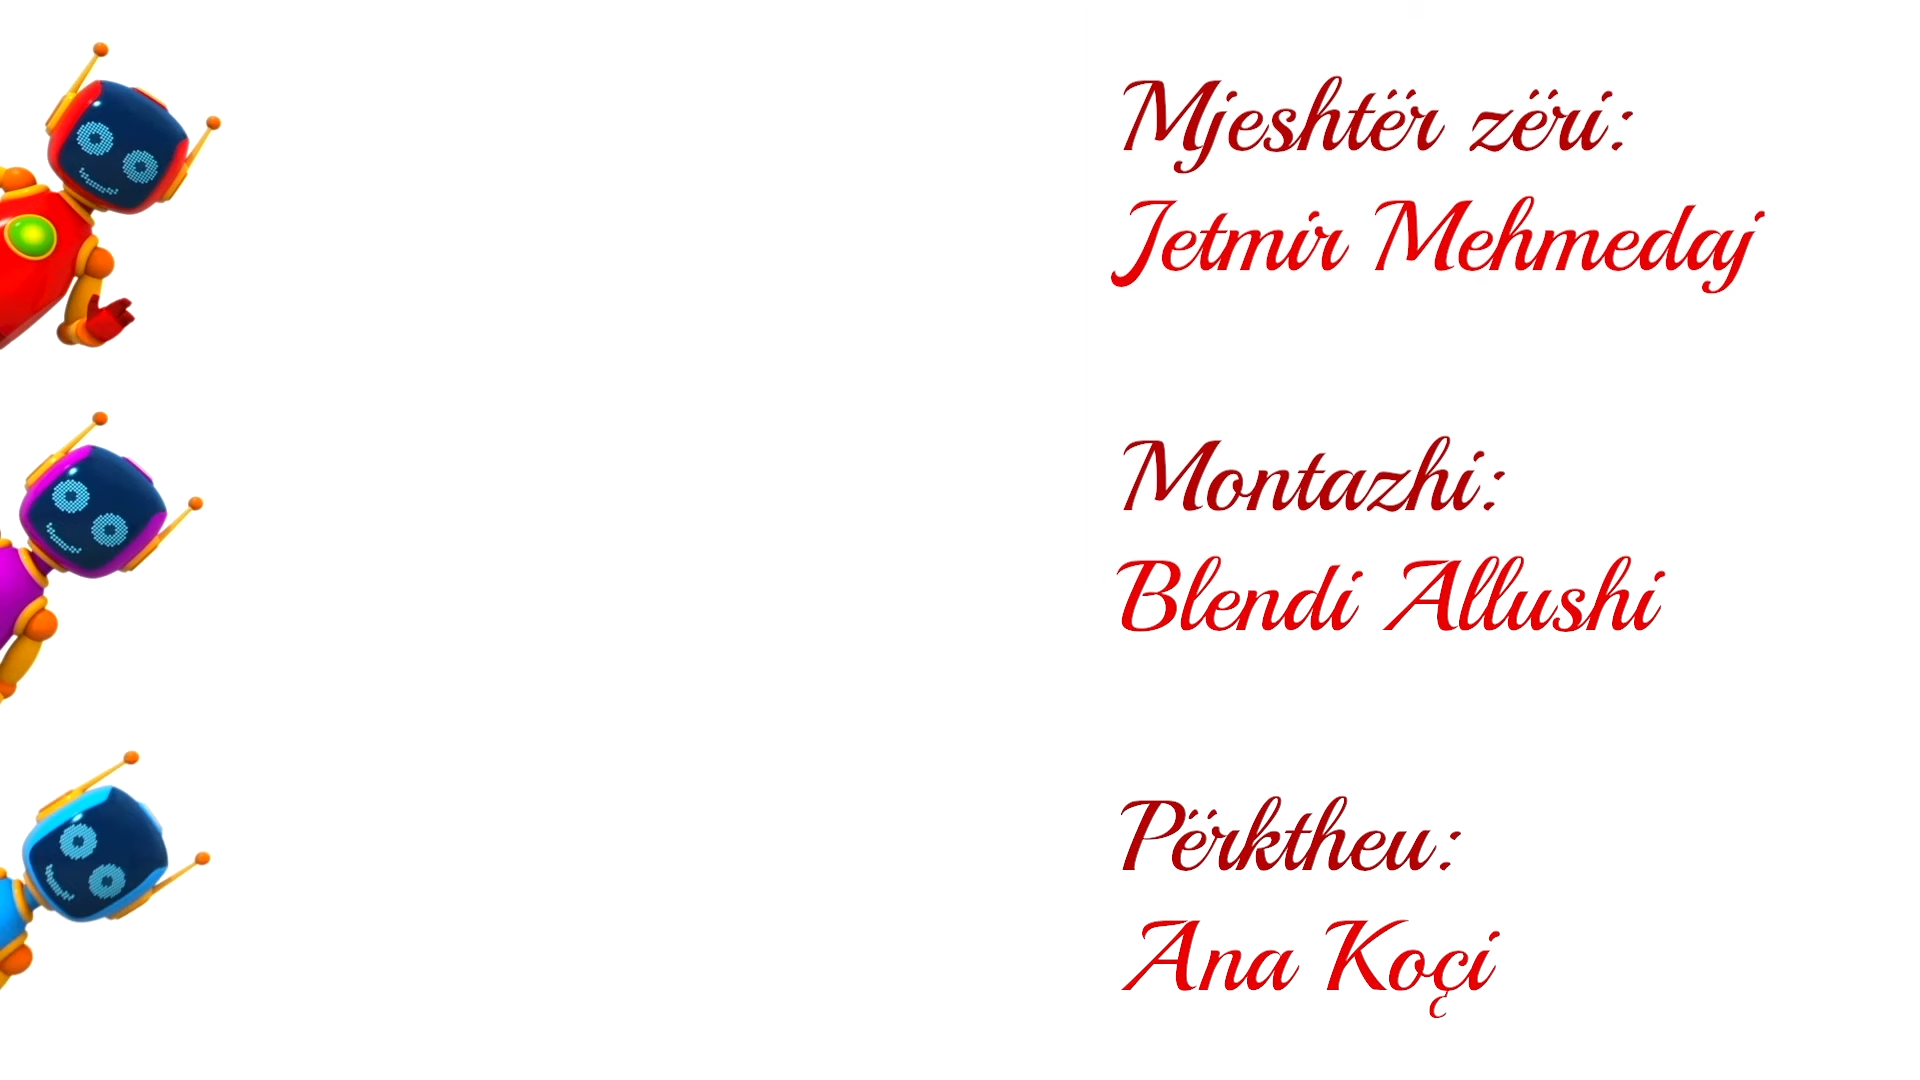 Mjeshtër zëri:
Jetmir Mehmedaj
Montazhi:
Blendi Allushi
Përktheu:
Ana Koçi